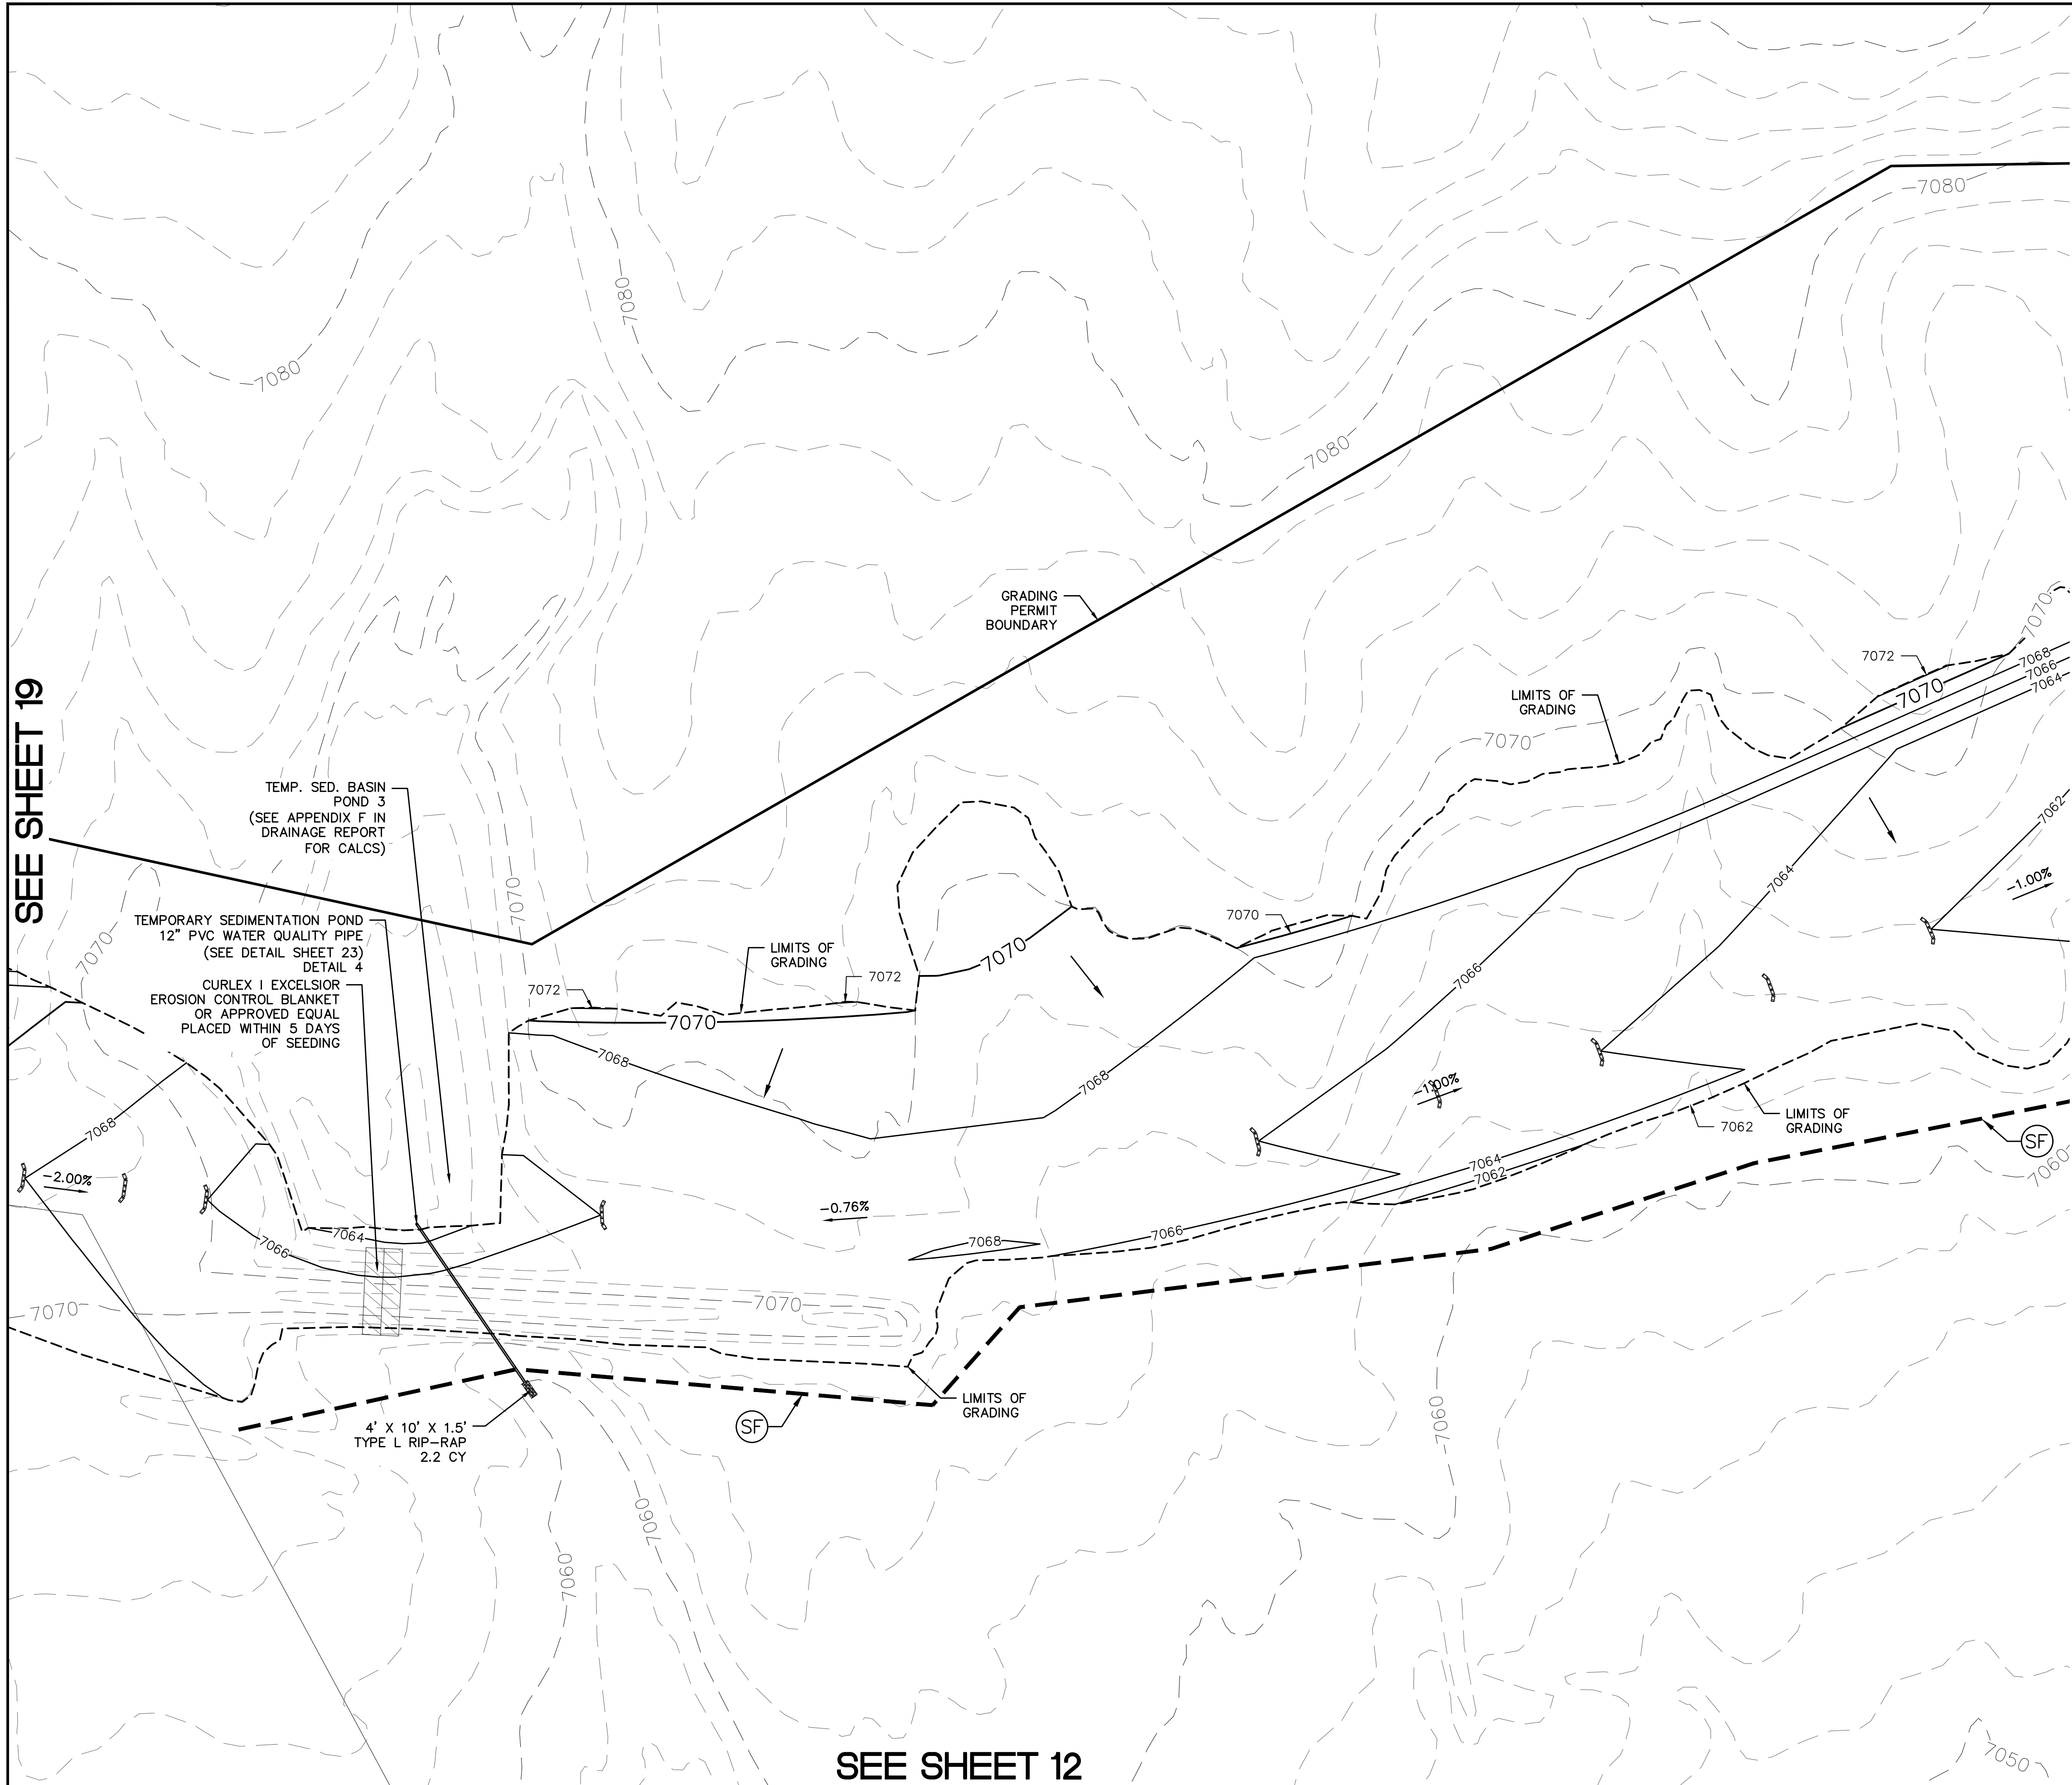 7080
7080
7080
7080
GRADING
PERMIT
BOUNDARY
7070
7072
7068
7066
7064
7070
LIMITS OF
GRADING
SEE SHEET 19
7070
TEMP. SED. BASIN
POND 3
(SEE APPENDIX F IN
DRAINAGE REPORT
FOR CALCS)
7062
7064
7070
-1.00%
TEMPORARY SEDIMENTATION POND
12" PVC WATER QUALITY PIPE
(SEE DETAIL SHEET 23)
DETAIL 4
7070
7070
LIMITS OF
GRADING
7070
7072
7066
CURLEX I EXCELSIOR
EROSION CONTROL BLANKET
OR APPROVED EQUAL
PLACED WITHIN 5 DAYS
OF SEEDING
7072
7070
7068
7068
-1.00%
7068
7062
LIMITS OF
GRADING
SF
7060
7064
7062
-2.00%
-0.76%
7064
7066
7068
7066
7070
7070
LIMITS OF
GRADING
SF
7060
4' X 10' X 1.5'
TYPE L RIP-RAP
2.2 CY
7060
7060
7050
SEE SHEET 12